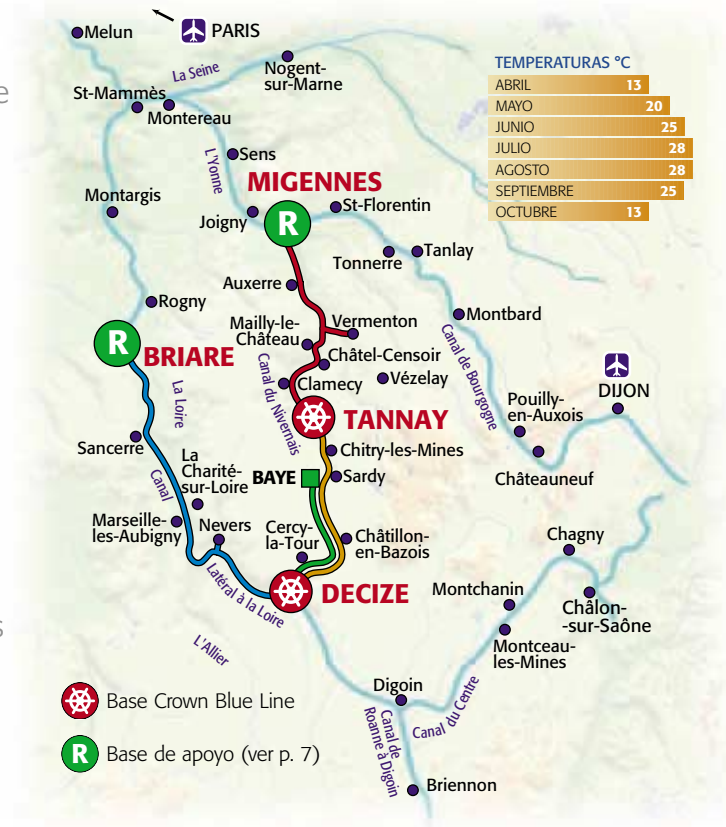 Melun
PARIS
La Seine
Nogent-
sur-Marne
St-Mammès
Montereau
TEMPERATURAS °C
ABRIL 13
MAYO 20
JUNIO 25
JULIO 28
AGOSTO 28
SEPTIEMBRE 25
OCTUBRE 13
L'Yonne
Sens
MIGENNES
Montargis
Joigny
R
St-Florentin
Tonnerre
Tanlay
Auxerre
Rogny
Montbard
Mailly-le-
Château
Vermenton
R
BRIARE
Châtel-Censoir
Canal de Bourgogne
Canal du Nivernais
Clamecy
Vézelay
DIJON
La Loire
Pouilly-
en-Auxois
TANNAY
Sancerre
Chitry-les-Mines
La
Charité-
sur-Loire
BAYE
Sardy
Châteauneuf
Canal
Marseille-
les-Aubigny
Nevers
Cercy-
la-Tour
Châtillon-
en-Bazois
Chagny
Latéral à la Loire
DECIZE
Montchanin
Châlon-
-sur-Saône
L'Allier
Montceau-
les-Mines
Digoin
Canal du Centre
Canal de
Roanne à Digoin
Briennon
Base Crown Blue Line
R Base de apoyo (ver p. 7)
e
s